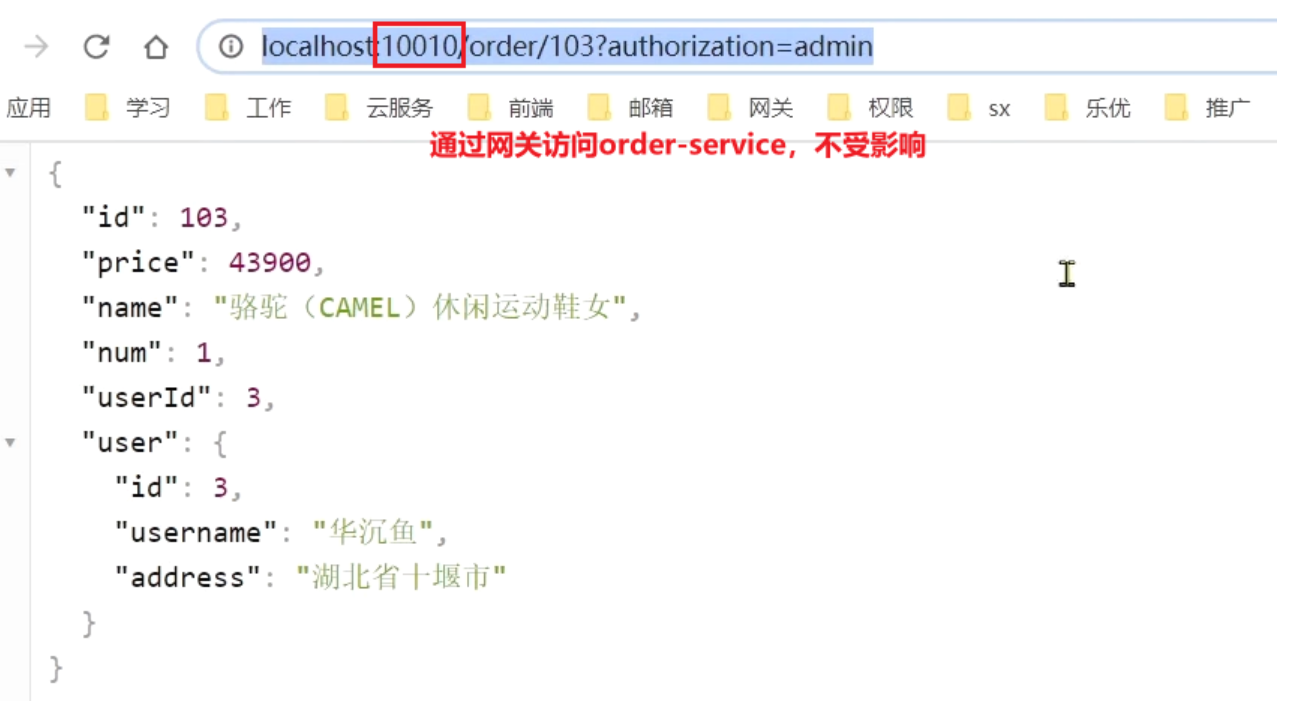 localhost:10010/order/103?authorization=admin
应用 学习 工作 云服务 前端 邮箱 网关 权限 sx 乐优 推广
通过网关访问order-service，不受影响
{
"id": 103,
"price": 43900,
"name": "骆驼（CAMEL）休闲运动鞋女",
"num": 1,
"userId": 3,
"user": {
"id": 3,
"username": "华沉鱼",
"address": "湖北省十堰市"
}
}